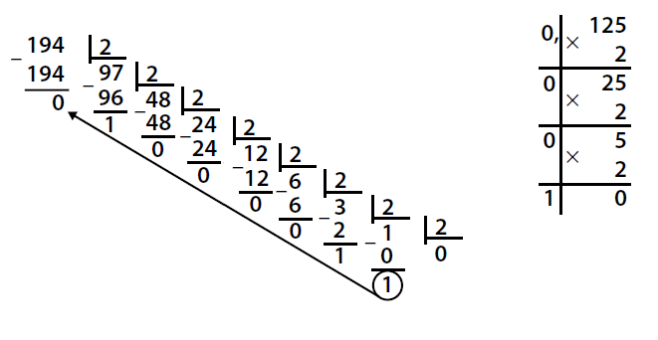 194 2
− 194 97 2
0 − 96 48 2
1 − 48 24 2
0 − 24 12 2
0 − 12 6 2
0 − 6 3 2
0 − 2 1 2
1 − 0 0
1
0, × 125
2
0 × 25
2
0 × 5
2
1 0